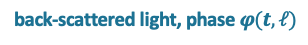 back-scattered light, phase φ(t, ℓ)